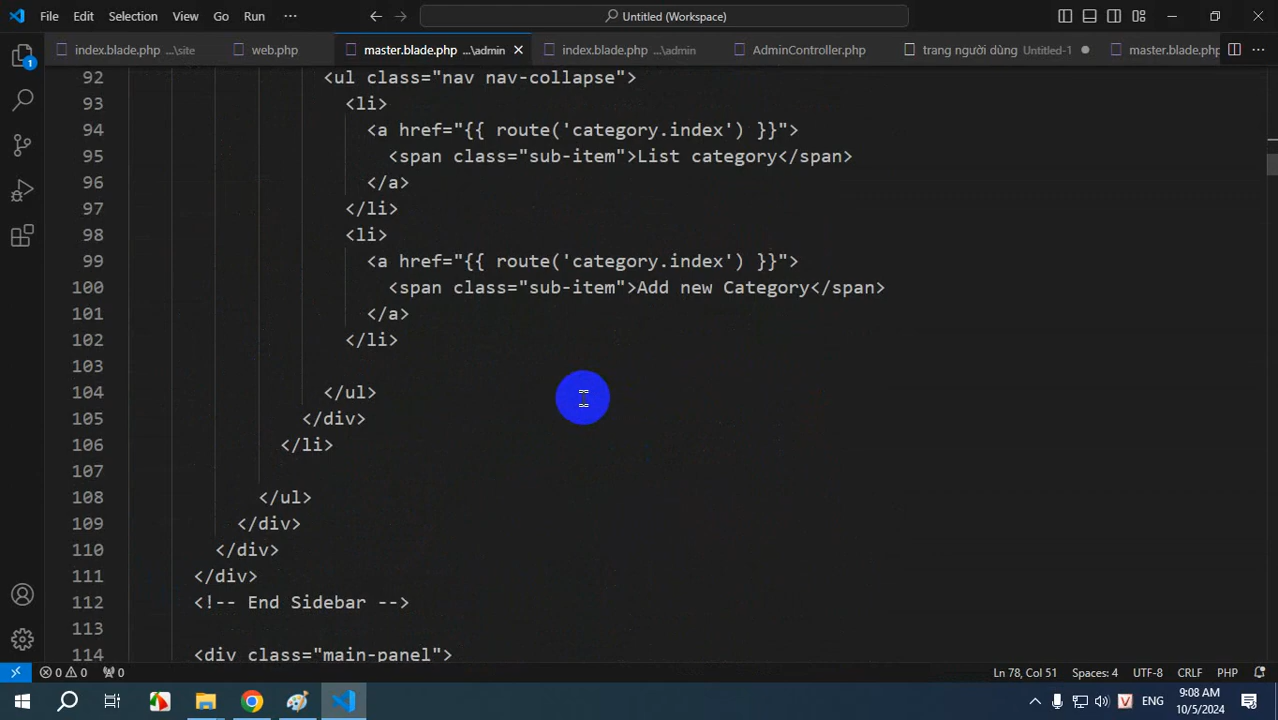 File Edit Selection View Go Run ··· Untitled (Workspace)
index.blade.php ...\site web.php master.blade.php ...\admin index.blade.php ...\admin AdminController.php trang người dùng Untitled-1 master.blade.php
92 <ul class="nav nav-collapse">
93 <li>
94 <a href="{{ route('category.index') }}">
95 <span class="sub-item">List category</span>
96 </a>
97 </li>
98 <li>
99 <a href="{{ route('category.index') }}">
100 <span class="sub-item">Add new Category</span>
101 </a>
102 </li>
103
104 </ul>
105 </div>
106 </li>
107
108 </ul>
109 </div>
110 </div>
111 </div>
112 <!-- End Sidebar -->
113
114 <div class="main-panel">
1
0 0 0 Ln 78, Col 51 Spaces: 4 UTF-8 CRLF PHP
V ENG 9:08 AM
10/5/2024